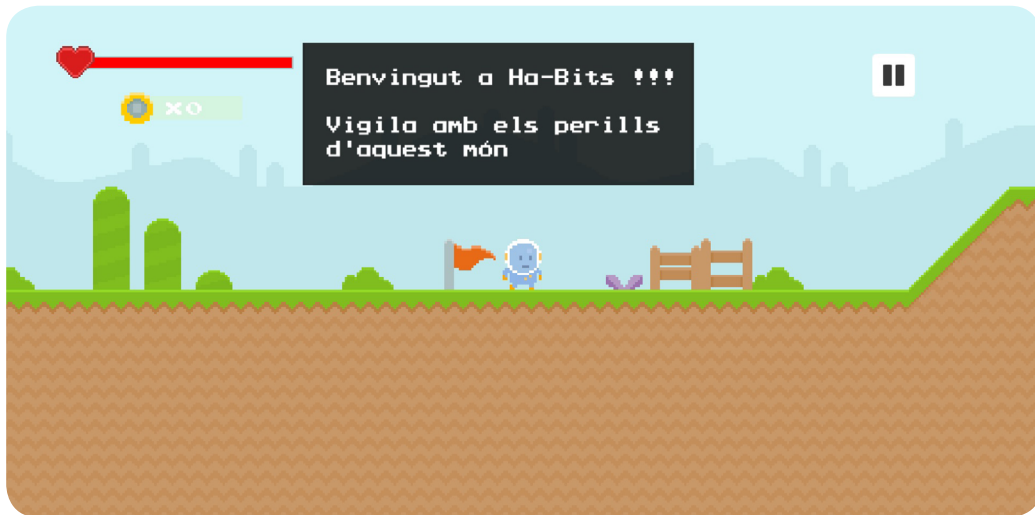 Benvingut a Ha-Bits !!!
Vigila amb els perills
d'aquest món
x0